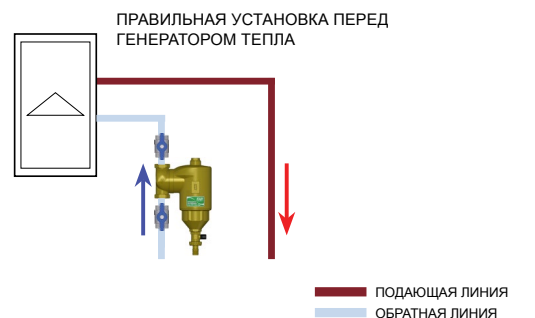 ПРАВИЛЬНАЯ УСТАНОВКА ПЕРЕД
ГЕНЕРАТОРОМ ТЕПЛА
ПОДАЮЩАЯ ЛИНИЯ
ОБРАТНАЯ ЛИНИЯ